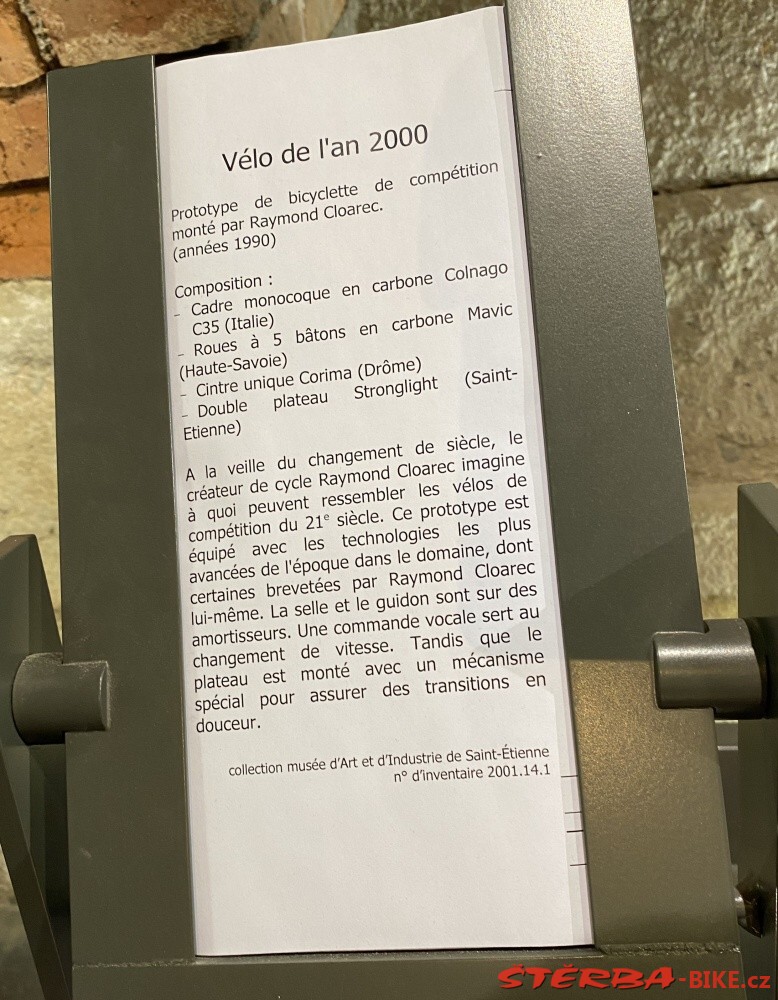 Vélo de l'an 2000
Prototype de bicyclette de compétition
monté par Raymond Cloarec.
(années 1990)
Composition :
- Cadre monocoque en carbone Colnago
C35 (Italie)
- Roues à 5 bâtons en carbone Mavic
(Haute-Savoie)
- Cintre unique Corima (Drôme)
- Double plateau Stronglight (Saint-
Etienne)
A la veille du changement de siècle, le
créateur de cycle Raymond Cloarec imagine
à quoi peuvent ressembler les vélos de
compétition du 21e siècle. Ce prototype est
équipé avec les technologies les plus
avancées de l'époque dans le domaine, dont
certaines brevetées par Raymond Cloarec
lui-même. La selle et le guidon sont sur des
amortisseurs. Une commande vocale sert au
changement de vitesse. Tandis que le
plateau est monté avec un mécanisme
spécial pour assurer des transitions en
douceur.
collection musée d'Art et d'Industrie de Saint-Étienne
n° d'inventaire 2001.14.1
ŠTĚRBA-BIKE.cz